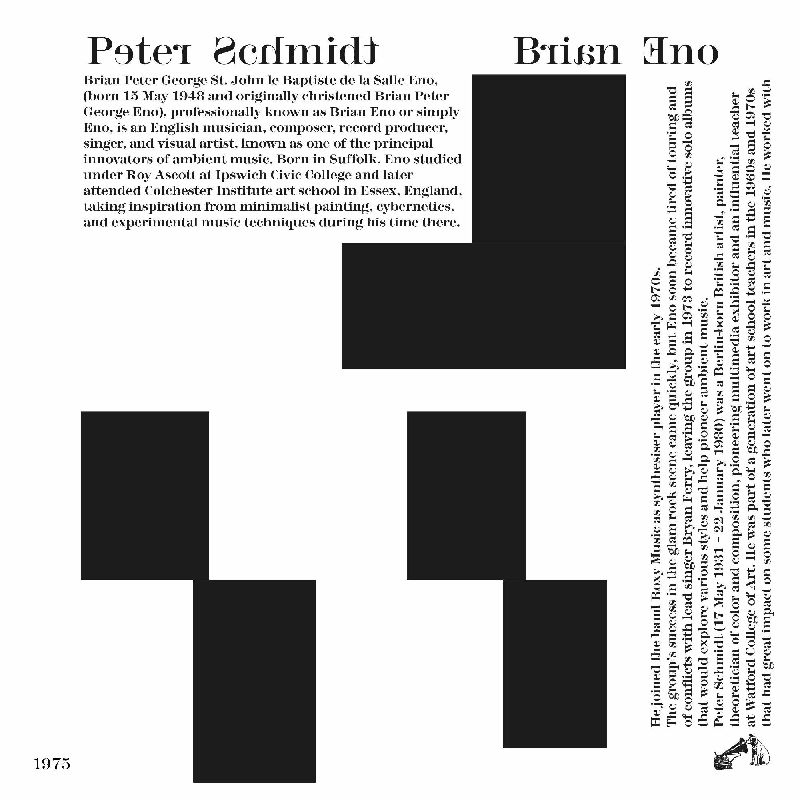 Peter Schmidt
Brian Eno
Brian Peter George St. John le Baptiste de la Salle Eno,
(born 15 May 1948 and originally christened Brian Peter
George Eno), professionally known as Brian Eno or simply
Eno, is an English musician, composer, record producer,
singer, and visual artist, known as one of the principal
innovators of ambient music. Born in Suffolk, Eno studied
under Roy Ascott at Ipswich Civic College and later
attended Colchester Institute art school in Essex, England,
taking inspiration from minimalist painting, cybernetics,
and experimental music techniques during his time there.
He joined the band Roxy Music as synthesiser player in the early 1970s.
The group's success in the glam rock scene came quickly, but Eno soon became tired of touring and
of conflicts with lead singer Bryan Ferry, leaving the group in 1973 to record innovative solo albums
that would explore various styles and help pioneer ambient music.
Peter Schmidt (17 May 1931 – 22 January 1980) was a Berlin-born British artist, painter,
theoretician of color and composition, pioneering multimedia exhibitor and an influential teacher
at Watford College of Art. He was part of a generation of art school teachers in the 1960s and 1970s
that had great impact on some students who later went on to work in art and music. He worked with
1975